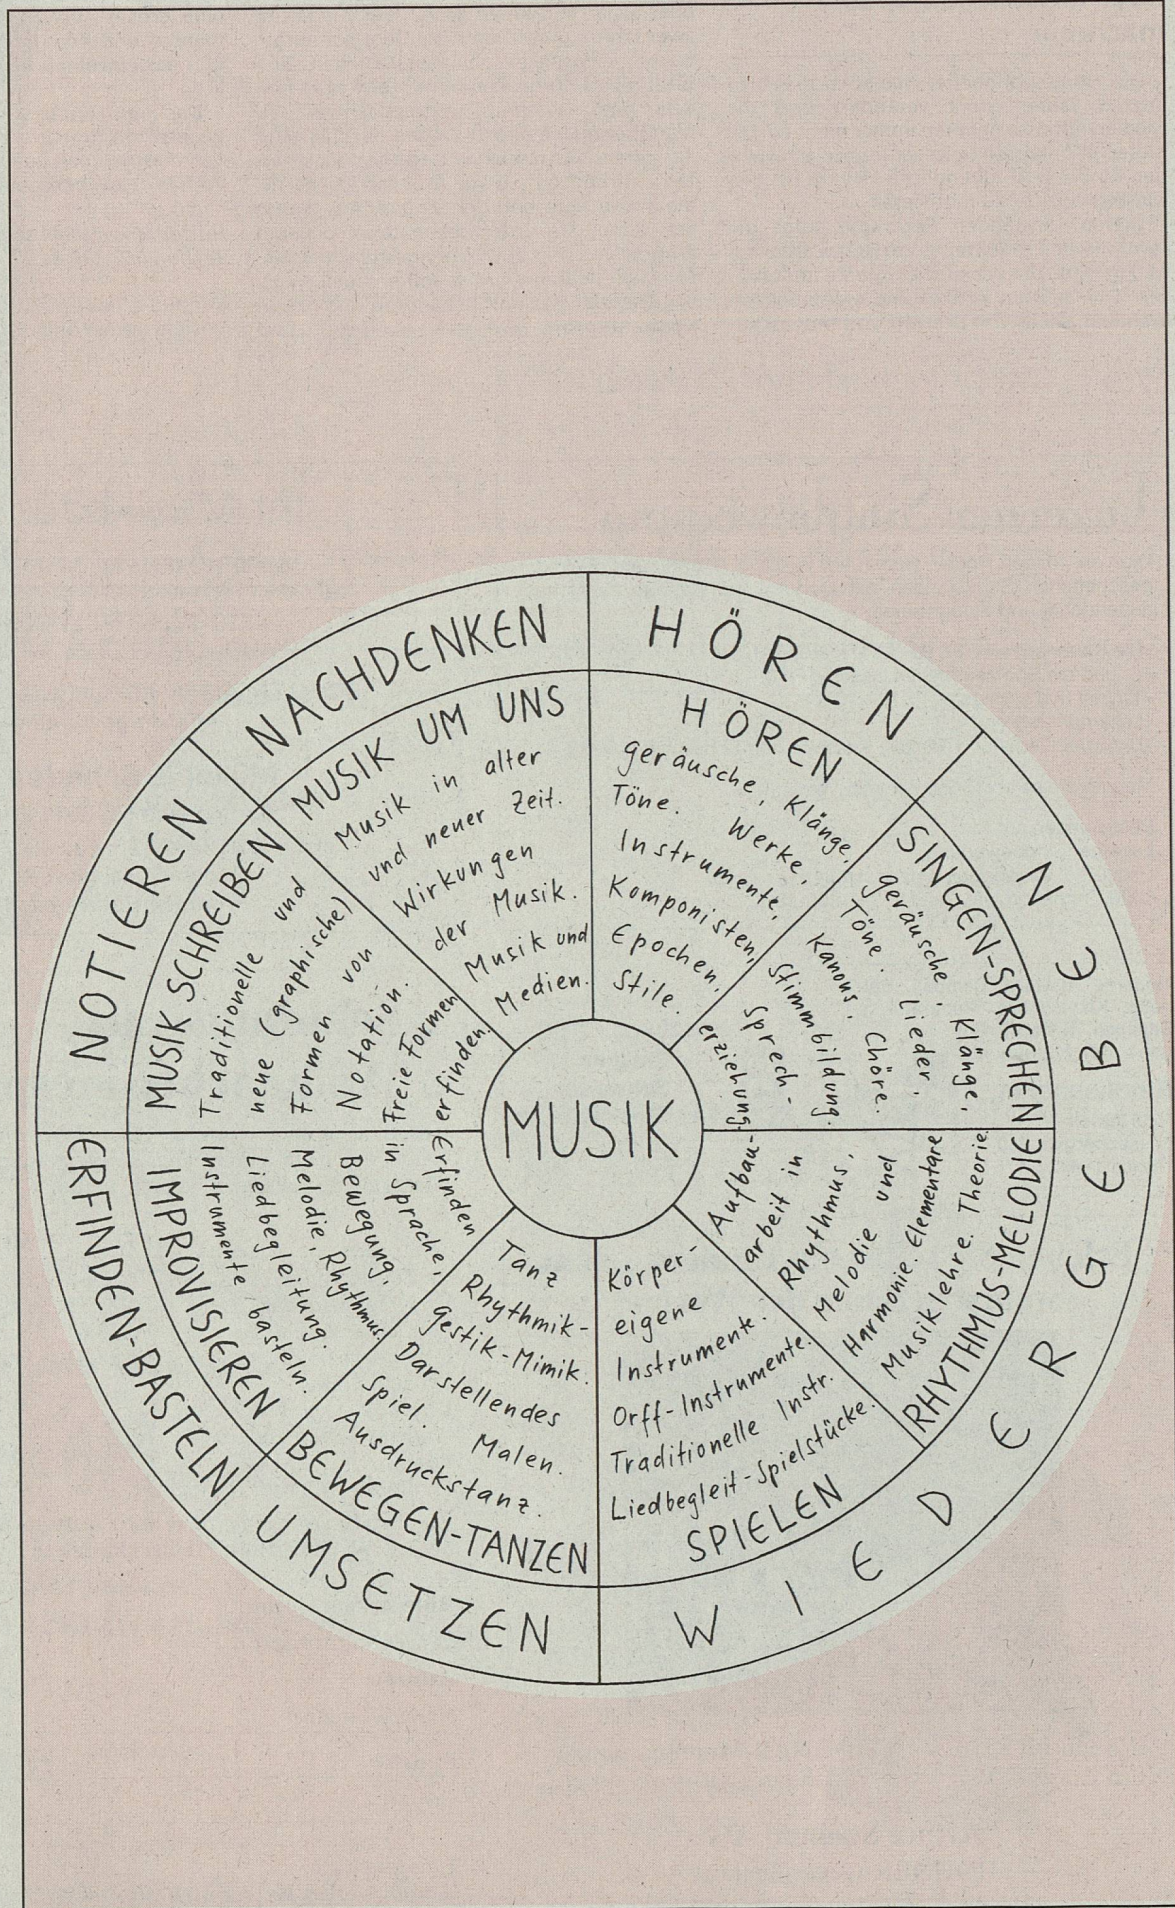 MUSIK
HÖREN
HÖREN
geräusche, Klänge,
Töne. Werke,
Instrumente,
Komponisten,
Epochen.
Stile.
WIEDERGEBEN
SINGEN-SPRECHEN
geräusche, Klänge,
Töne. Lieder,
Kanons, Chöre.
Stimmbildung.
Sprech-
erziehung.
RHYTHMUS-MELODIE
Aufbau-
arbeit in
Rhythmus,
Melodie und
Harmonie. Elementare
Musiklehre. Theorie.
SPIELEN
Körper-
eigene
Instrumente.
Orff-Instrumente.
Traditionelle Instr.
Liedbegleit-Spielstücke.
UMSETZEN
BEWEGEN-TANZEN
Tanz
Rhythmik-
gestik-Mimik.
Darstellendes
Spiel. Malen.
Ausdruckstanz.
ERFINDEN-BASTELN
IMPROVISIEREN
Erfinden
in Sprache,
Bewegung,
Melodie, Rhythmus.
Liedbegleitung.
Instrumente basteln.
NOTIEREN
MUSIK SCHREIBEN
Traditionelle und
neue (graphische)
Formen von
Notation.
Freie Formen
erfinden.
NACHDENKEN
MUSIK UM UNS
Musik in alter
und neuer Zeit.
Wirkungen
der Musik.
Musik und
Medien.